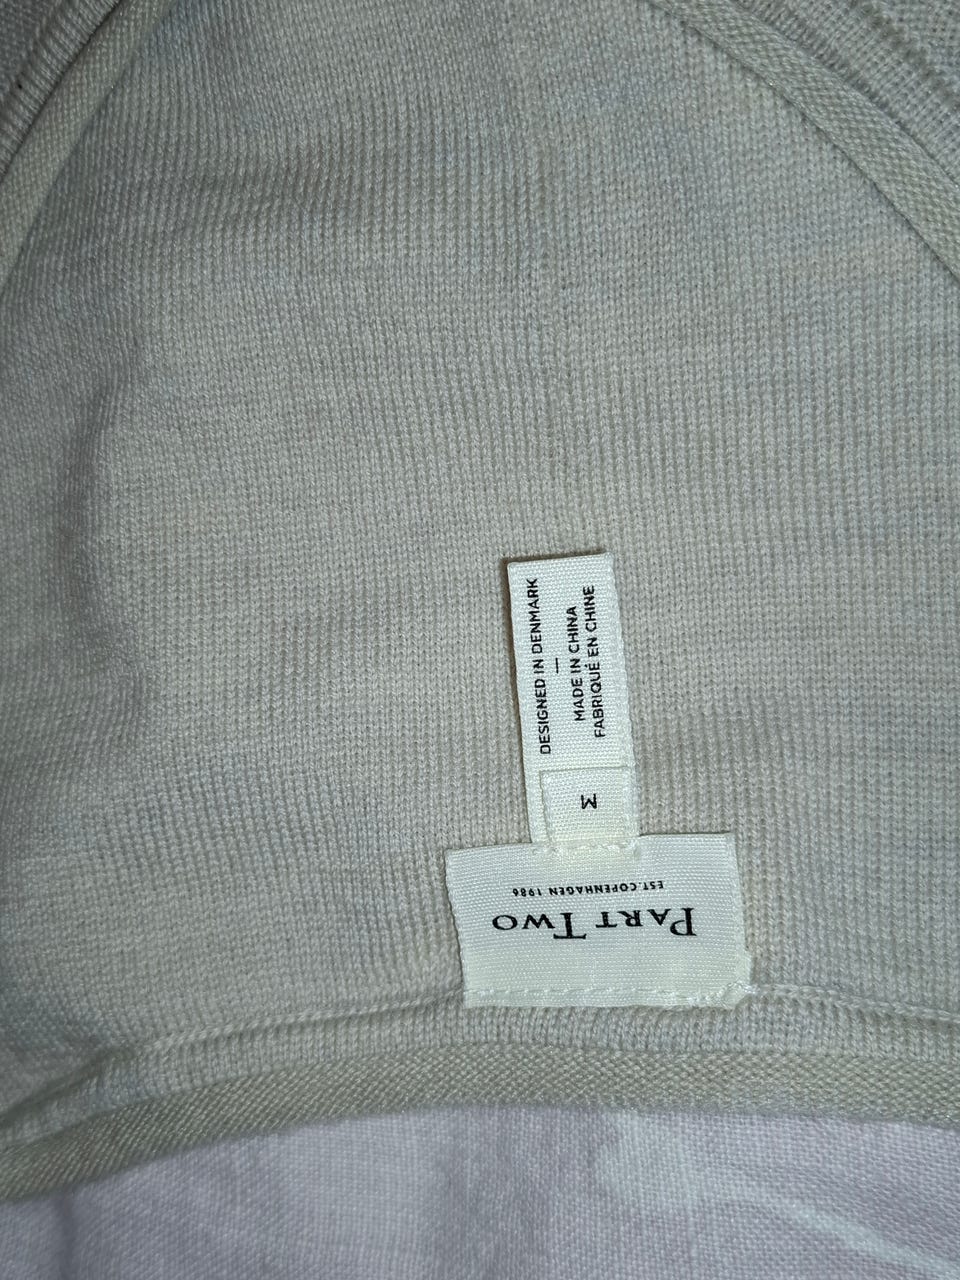 PART TWO
EST. COPENHAGEN 1986
M
DESIGNED IN DENMARK
—
MADE IN CHINA
FABRIQUÉ EN CHINE